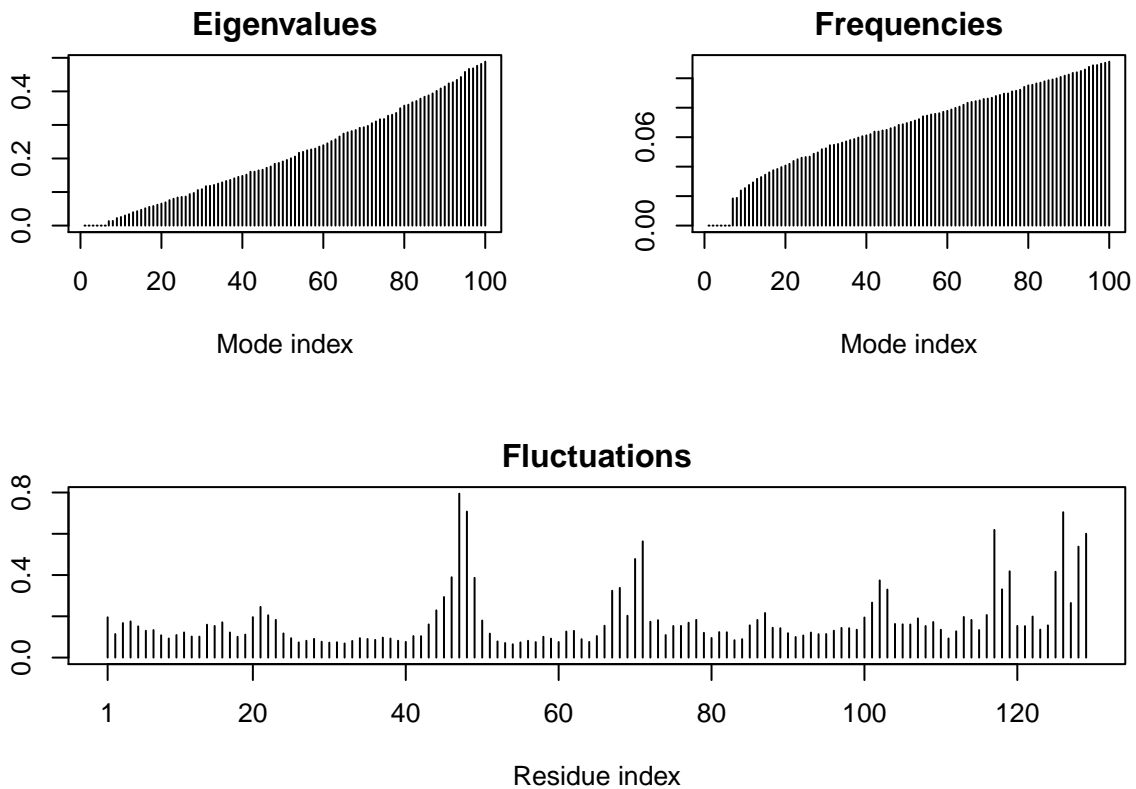 Eigenvalues
0.0 0.2 0.4
0 20 40 60 80 100
Mode index
Frequencies
0.00 0.06
0 20 40 60 80 100
Mode index
Fluctuations
0.0 0.4 0.8
1 20 40 60 80 100 120
Residue index